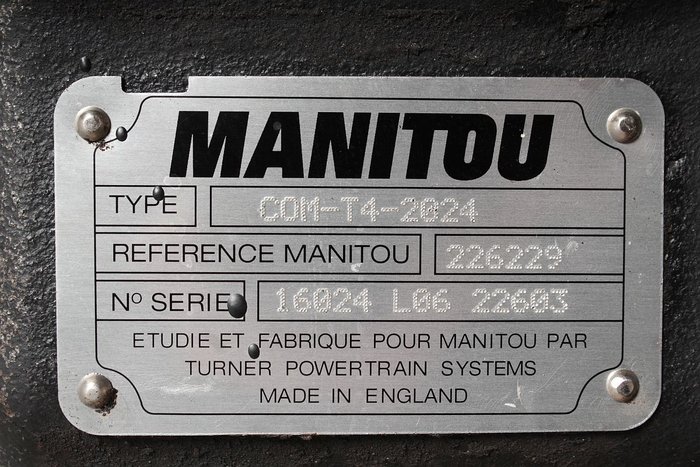 MANITOU
TYPE COM-T4-2024
REFERENCE MANITOU 226229
Nº SERIE 16024 L06 22603
ETUDIE ET FABRIQUE POUR MANITOU PAR
TURNER POWERTRAIN SYSTEMS
MADE IN ENGLAND